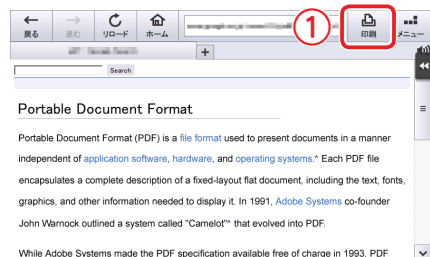 戻る 進む リロード ホーム 1 印刷 メニュー
+
Search
Portable Document Format
Portable Document Format (PDF) is a file format used to present documents in a manner
independent of application software, hardware, and operating systems.^ Each PDF file
encapsulates a complete description of a fixed-layout flat document, including the text, fonts,
graphics, and other information needed to display it. In 1991, Adobe Systems co-founder
John Warnock outlined a system called "Camelot"^ that evolved into PDF.
While Adobe Systems made the PDF specification available free of charge in 1993, PDF